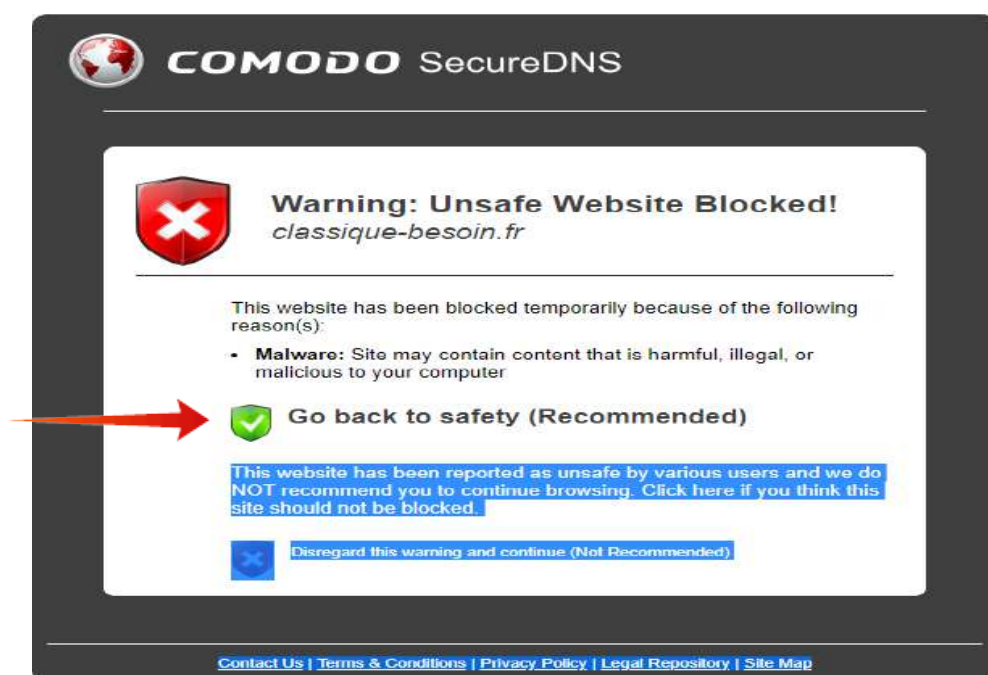 COMODO SecureDNS
Warning: Unsafe Website Blocked!
classique-besoin.fr
This website has been blocked temporarily because of the following
reason(s):
• Malware: Site may contain content that is harmful, illegal, or
malicious to your computer
Go back to safety (Recommended)
This website has been reported as unsafe by various users and we do
NOT recommend you to continue browsing. Click here if you think this
site should not be blocked.
Disregard this warning and continue (Not Recommended)
Contact Us | Terms & Conditions | Privacy Policy | Legal Repository | Site Map